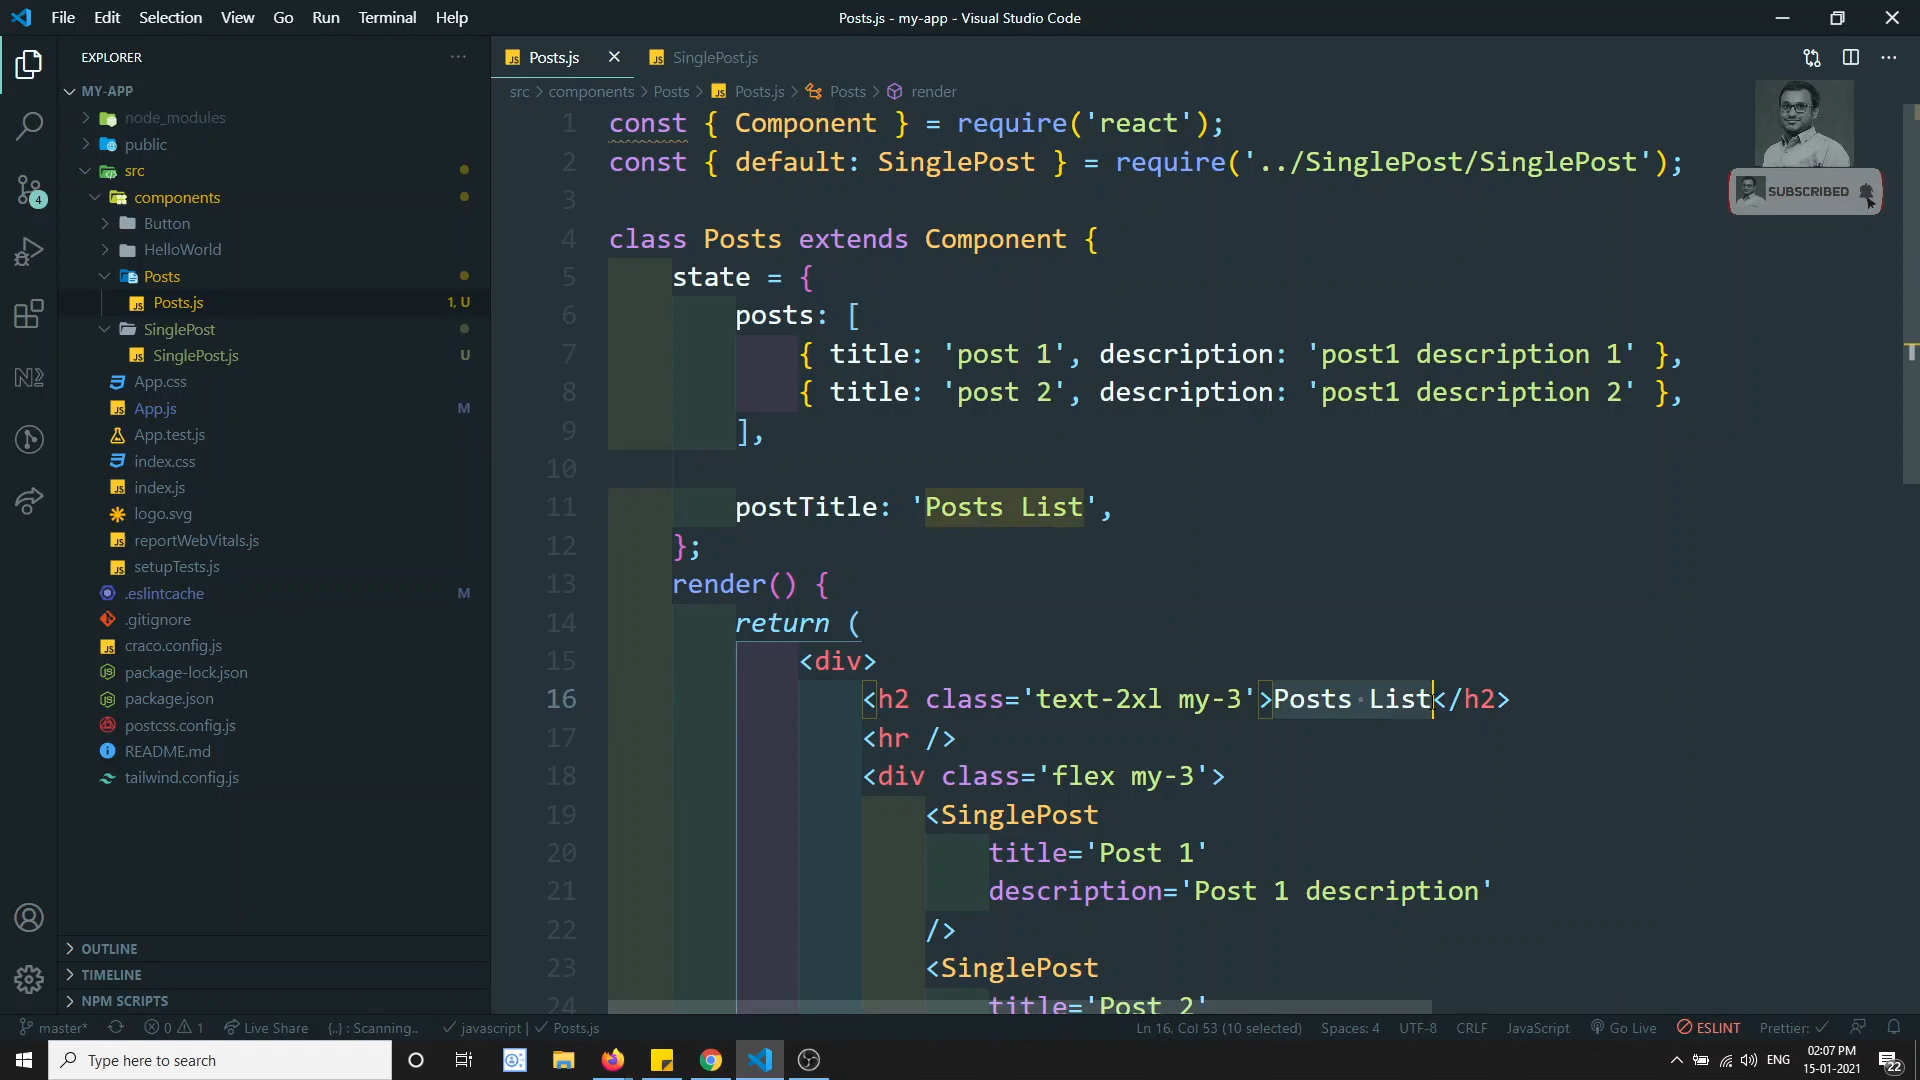 File Edit Selection View Go Run Terminal Help
Posts.js - my-app - Visual Studio Code
EXPLORER
MY-APP
node_modules
public
src
components
Button
HelloWorld
Posts
Posts.js 1, U
SinglePost
SinglePost.js U
App.css
App.js M
App.test.js
index.css
index.js
logo.svg
reportWebVitals.js
setupTests.js
.eslintcache M
.gitignore
craco.config.js
package-lock.json
package.json
postcss.config.js
README.md
tailwind.config.js
OUTLINE
TIMELINE
NPM SCRIPTS
4
Posts.js SinglePost.js
src > components > Posts > Posts.js > Posts > render
1 const { Component } = require('react');
2 const { default: SinglePost } = require('../SinglePost/SinglePost');
3
4 class Posts extends Component {
5 state = {
6 posts: [
7 { title: 'post 1', description: 'post1 description 1' },
8 { title: 'post 2', description: 'post1 description 2' },
9 ],
10
11 postTitle: 'Posts List',
12 };
13 render() {
14 return (
15 <div>
16 <h2 class='text-2xl my-3'>Posts·List</h2>
17 <hr />
18 <div class='flex my-3'>
19 <SinglePost
20 title='Post 1'
21 description='Post 1 description'
22 />
23 <SinglePost
24 title='Post 2'
SUBSCRIBED
master* 0 1 Live Share {..} : Scanning.. javascript | Posts.js
Ln 16, Col 53 (10 selected) Spaces: 4 UTF-8 CRLF JavaScript Go Live ESLINT Prettier:
Type here to search
ENG
02:07 PM
15-01-2021
22